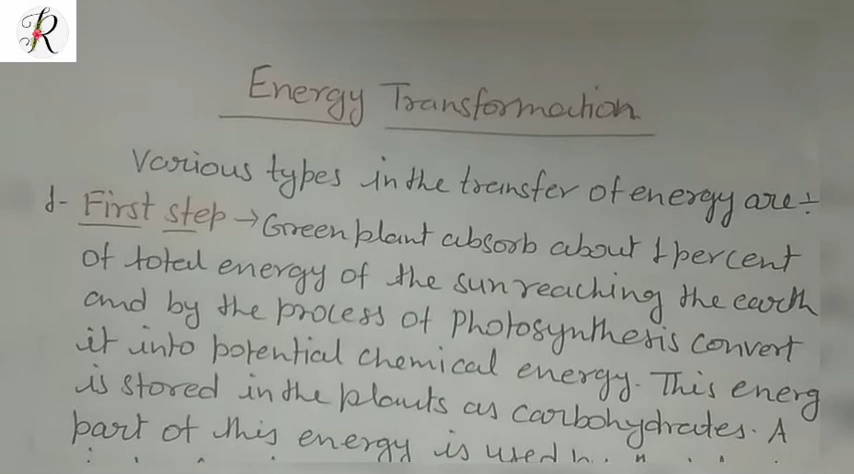 R
Energy Transformation
Various types in the transfer of energy are ÷
1- First step → Green plant absorb about 1 percent
of total energy of the sun reaching the earth
and by the process of Photosynthesis convert
it into potential chemical energy. This energ
is stored in the plants as carbohydrates. A
part of this energy is used